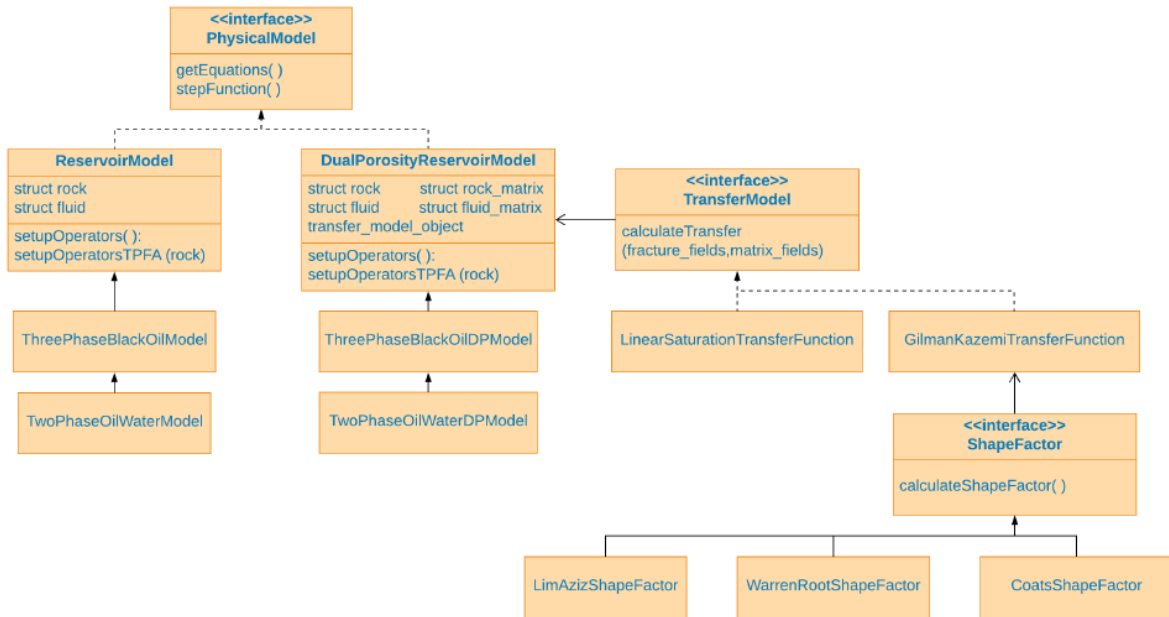 <<interface>>
PhysicalModel
getEquations( )
stepFunction( )
ReservoirModel
struct rock
struct fluid
setupOperators( ):
setupOperatorsTPFA (rock)
DualPorosityReservoirModel
struct rock struct rock_matrix
struct fluid struct fluid_matrix
transfer_model_object
setupOperators( ):
setupOperatorsTPFA (rock)
<<interface>>
TransferModel
calculateTransfer
(fracture_fields,matrix_fields)
ThreePhaseBlackOilModel
ThreePhaseBlackOilDPModel
LinearSaturationTransferFunction
GilmanKazemiTransferFunction
TwoPhaseOilWaterModel
TwoPhaseOilWaterDPModel
<<interface>>
ShapeFactor
calculateShapeFactor( )
LimAzizShapeFactor
WarrenRootShapeFactor
CoatsShapeFactor